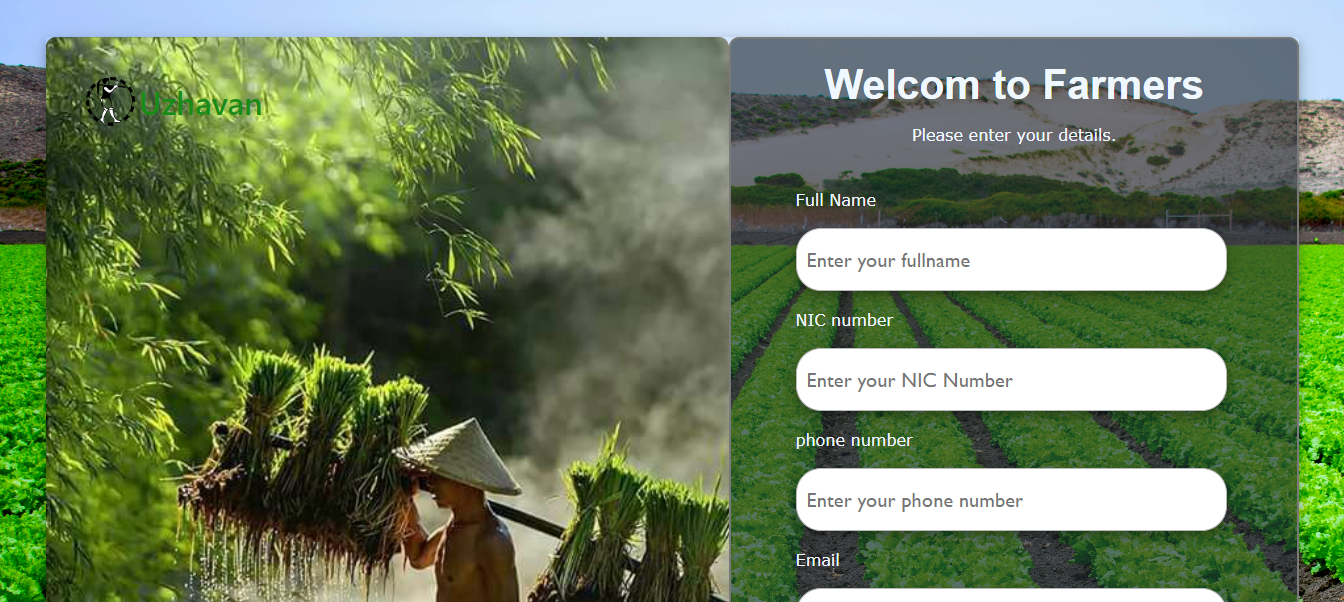 Uzhavan
Welcom to Farmers
Please enter your details.
Full Name
Enter your fullname
NIC number
Enter your NIC Number
phone number
Enter your phone number
Email